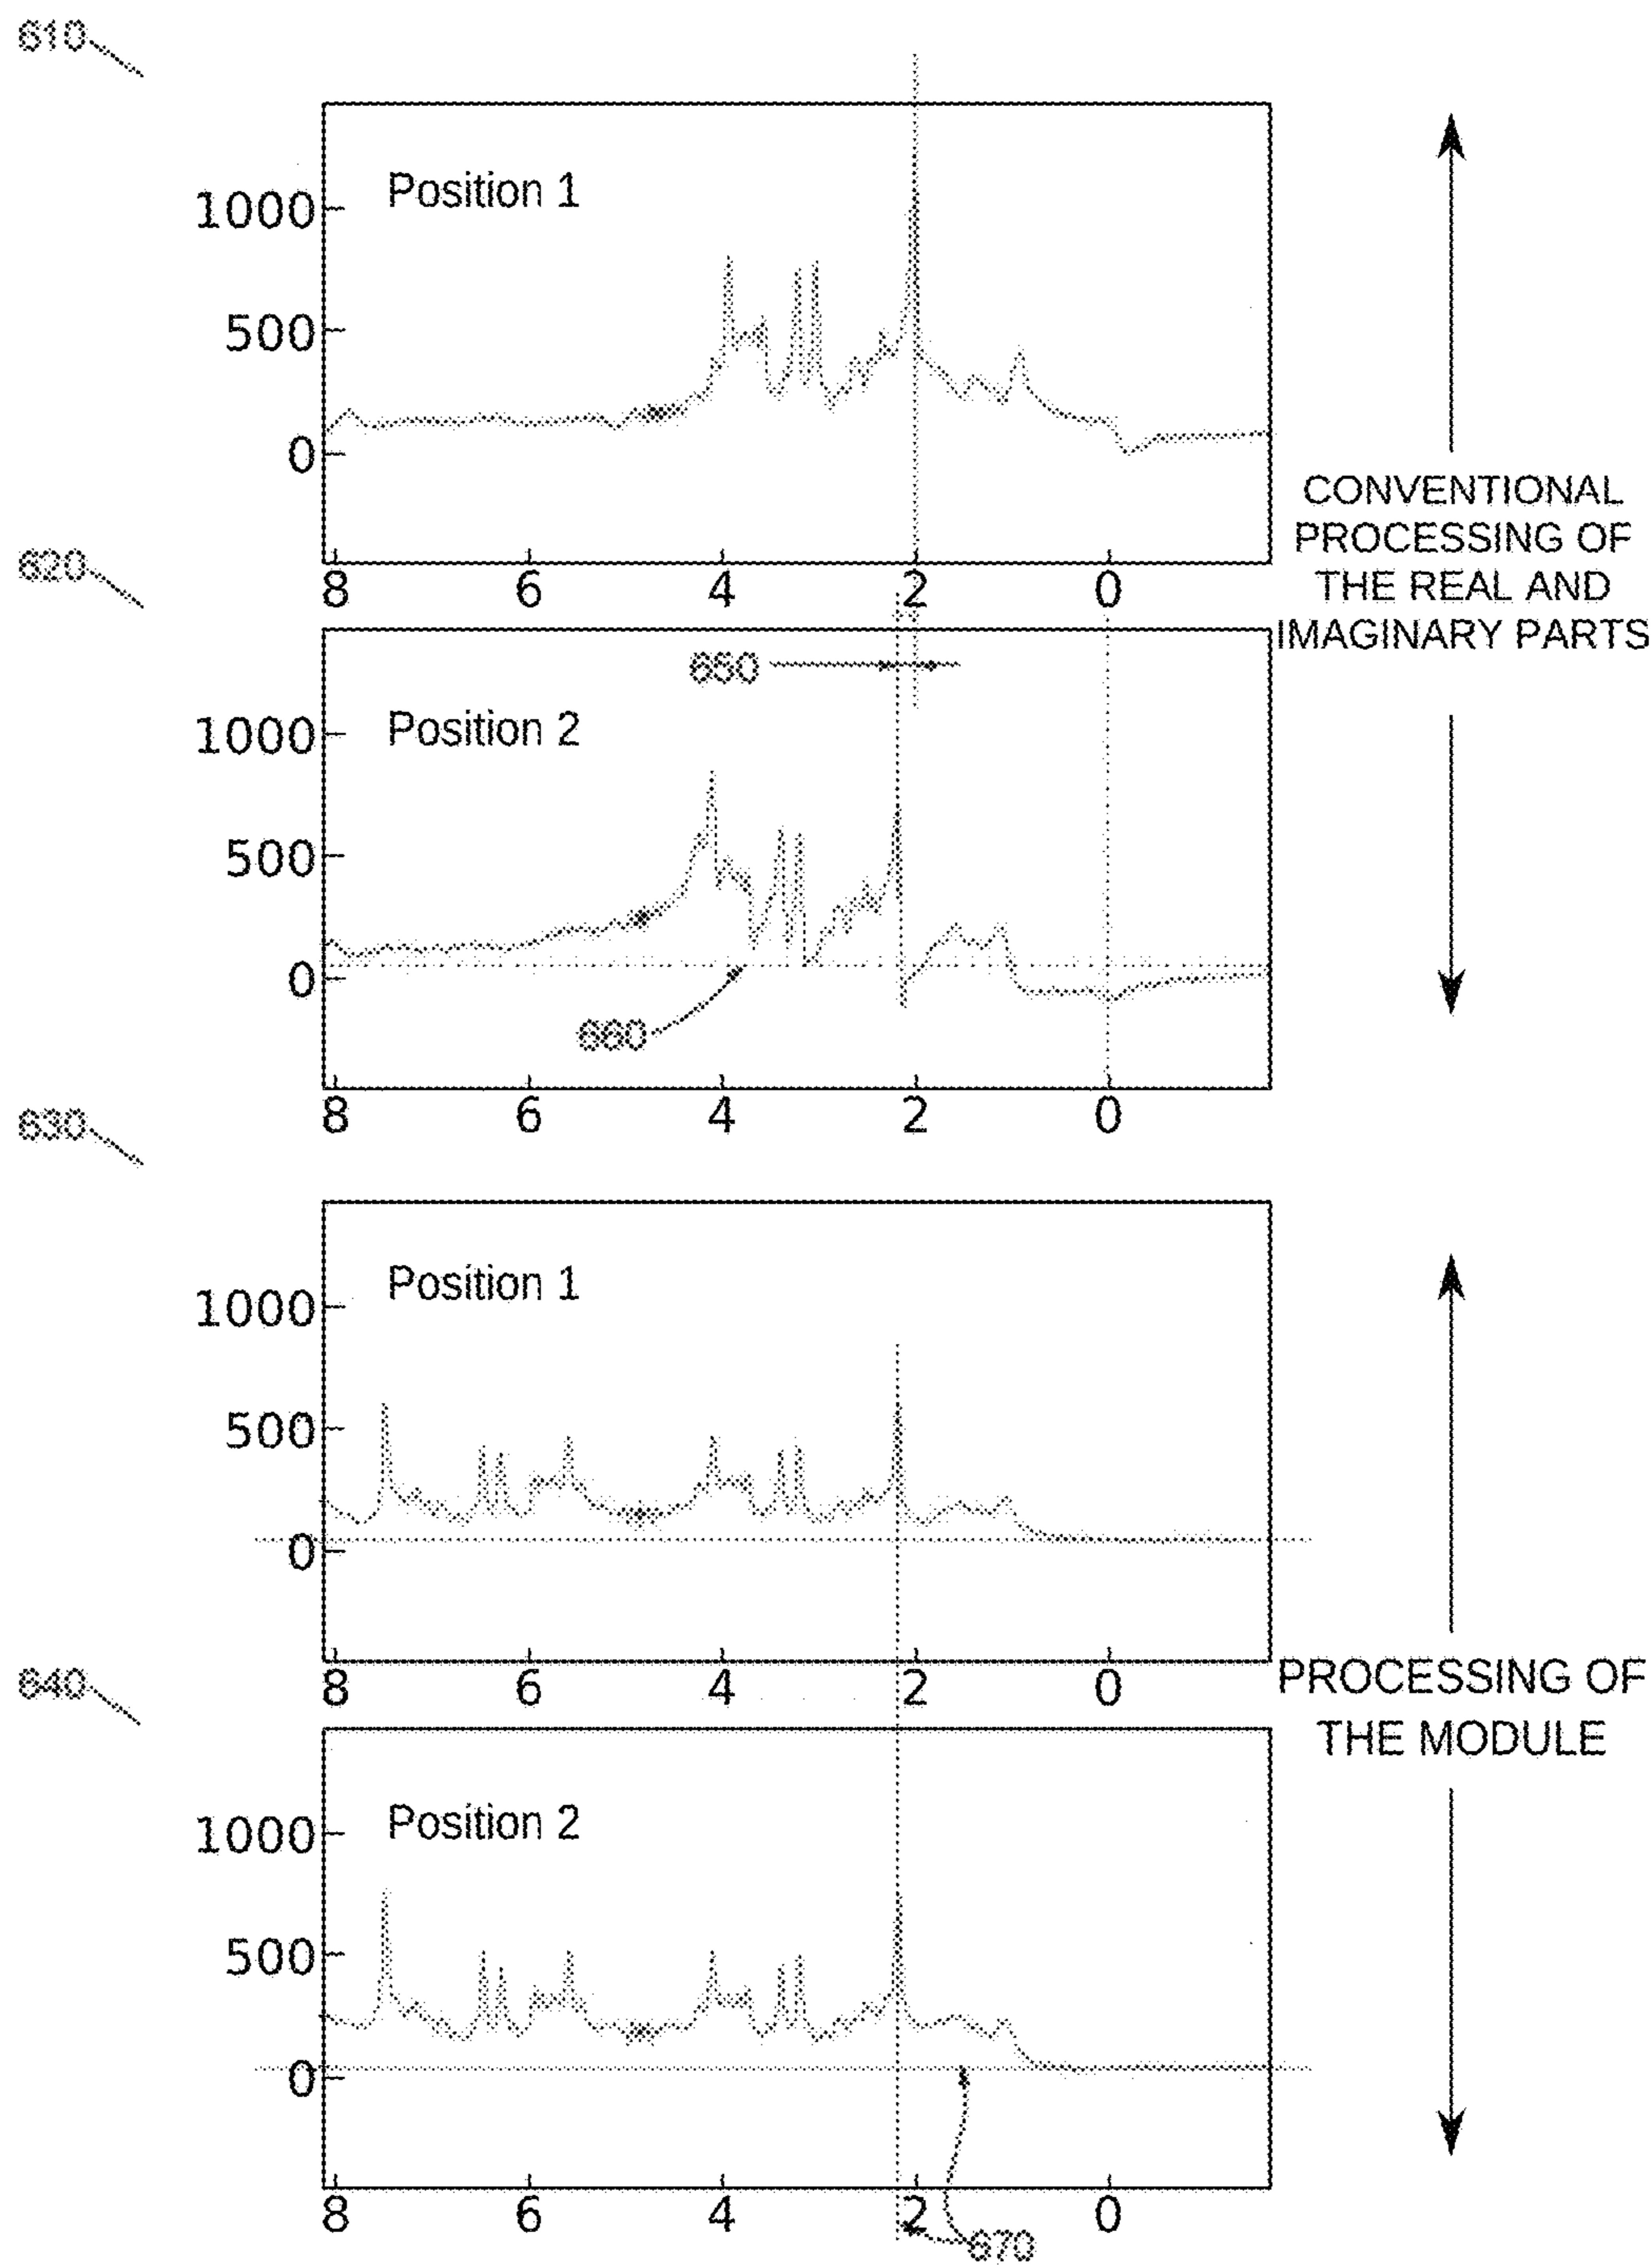 610
Position 1
1000
500
0
8 6 4 2 0
CONVENTIONAL
PROCESSING OF
THE REAL AND
IMAGINARY PARTS
620
650
Position 2
1000
500
0
660
8 6 4 2 0
630
Position 1
1000
500
0
8 6 4 2 0
PROCESSING OF
THE MODULE
640
Position 2
1000
500
0
8 6 4 2 0
670